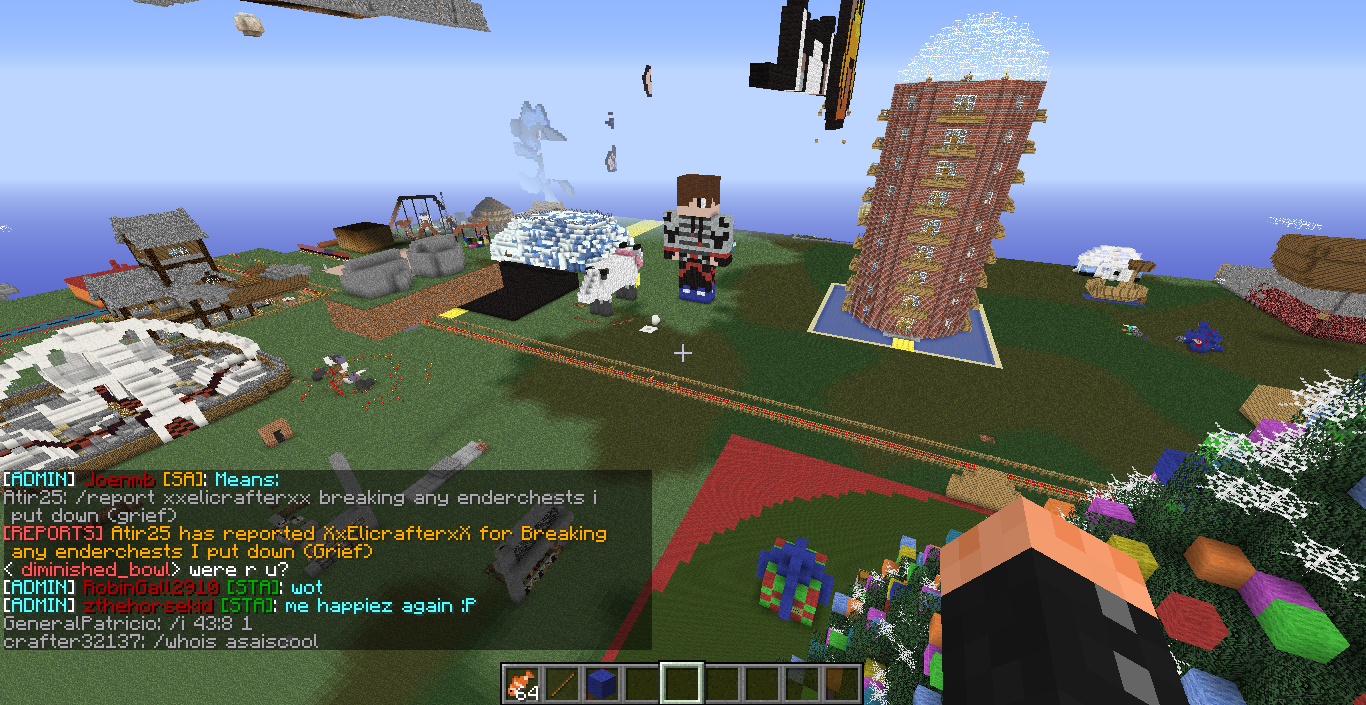 [ADMIN] Joenmb [SA]: Means:
Atir25: /report xxelicrafterxx breaking any enderchests i
put down (grief)
[REPORTS] Atir25 has reported XxElicrafterxX for Breaking
any enderchests I put down (Grief)
< diminished_bowl> were r u?
[ADMIN] RobinGall2910 [STA]: wot
[ADMIN] zthehorsekid [STA]: me happiez again :P
GeneralPatricio: /i 43:8 1
crafter32137: /whois asaiscool
64